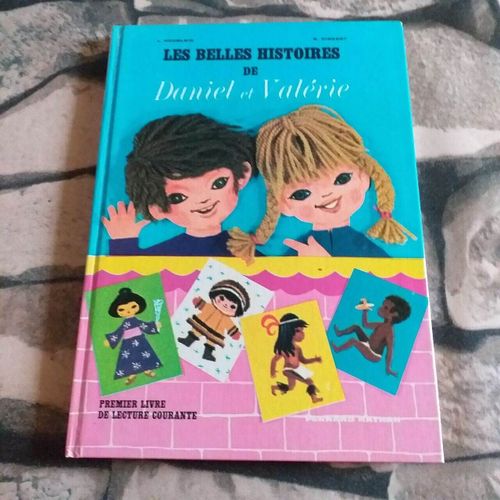 LES BELLES HISTOIRES
DE
Daniel et Valérie
PREMIER LIVRE
DE LECTURE COURANTE
FERNAND NATHAN